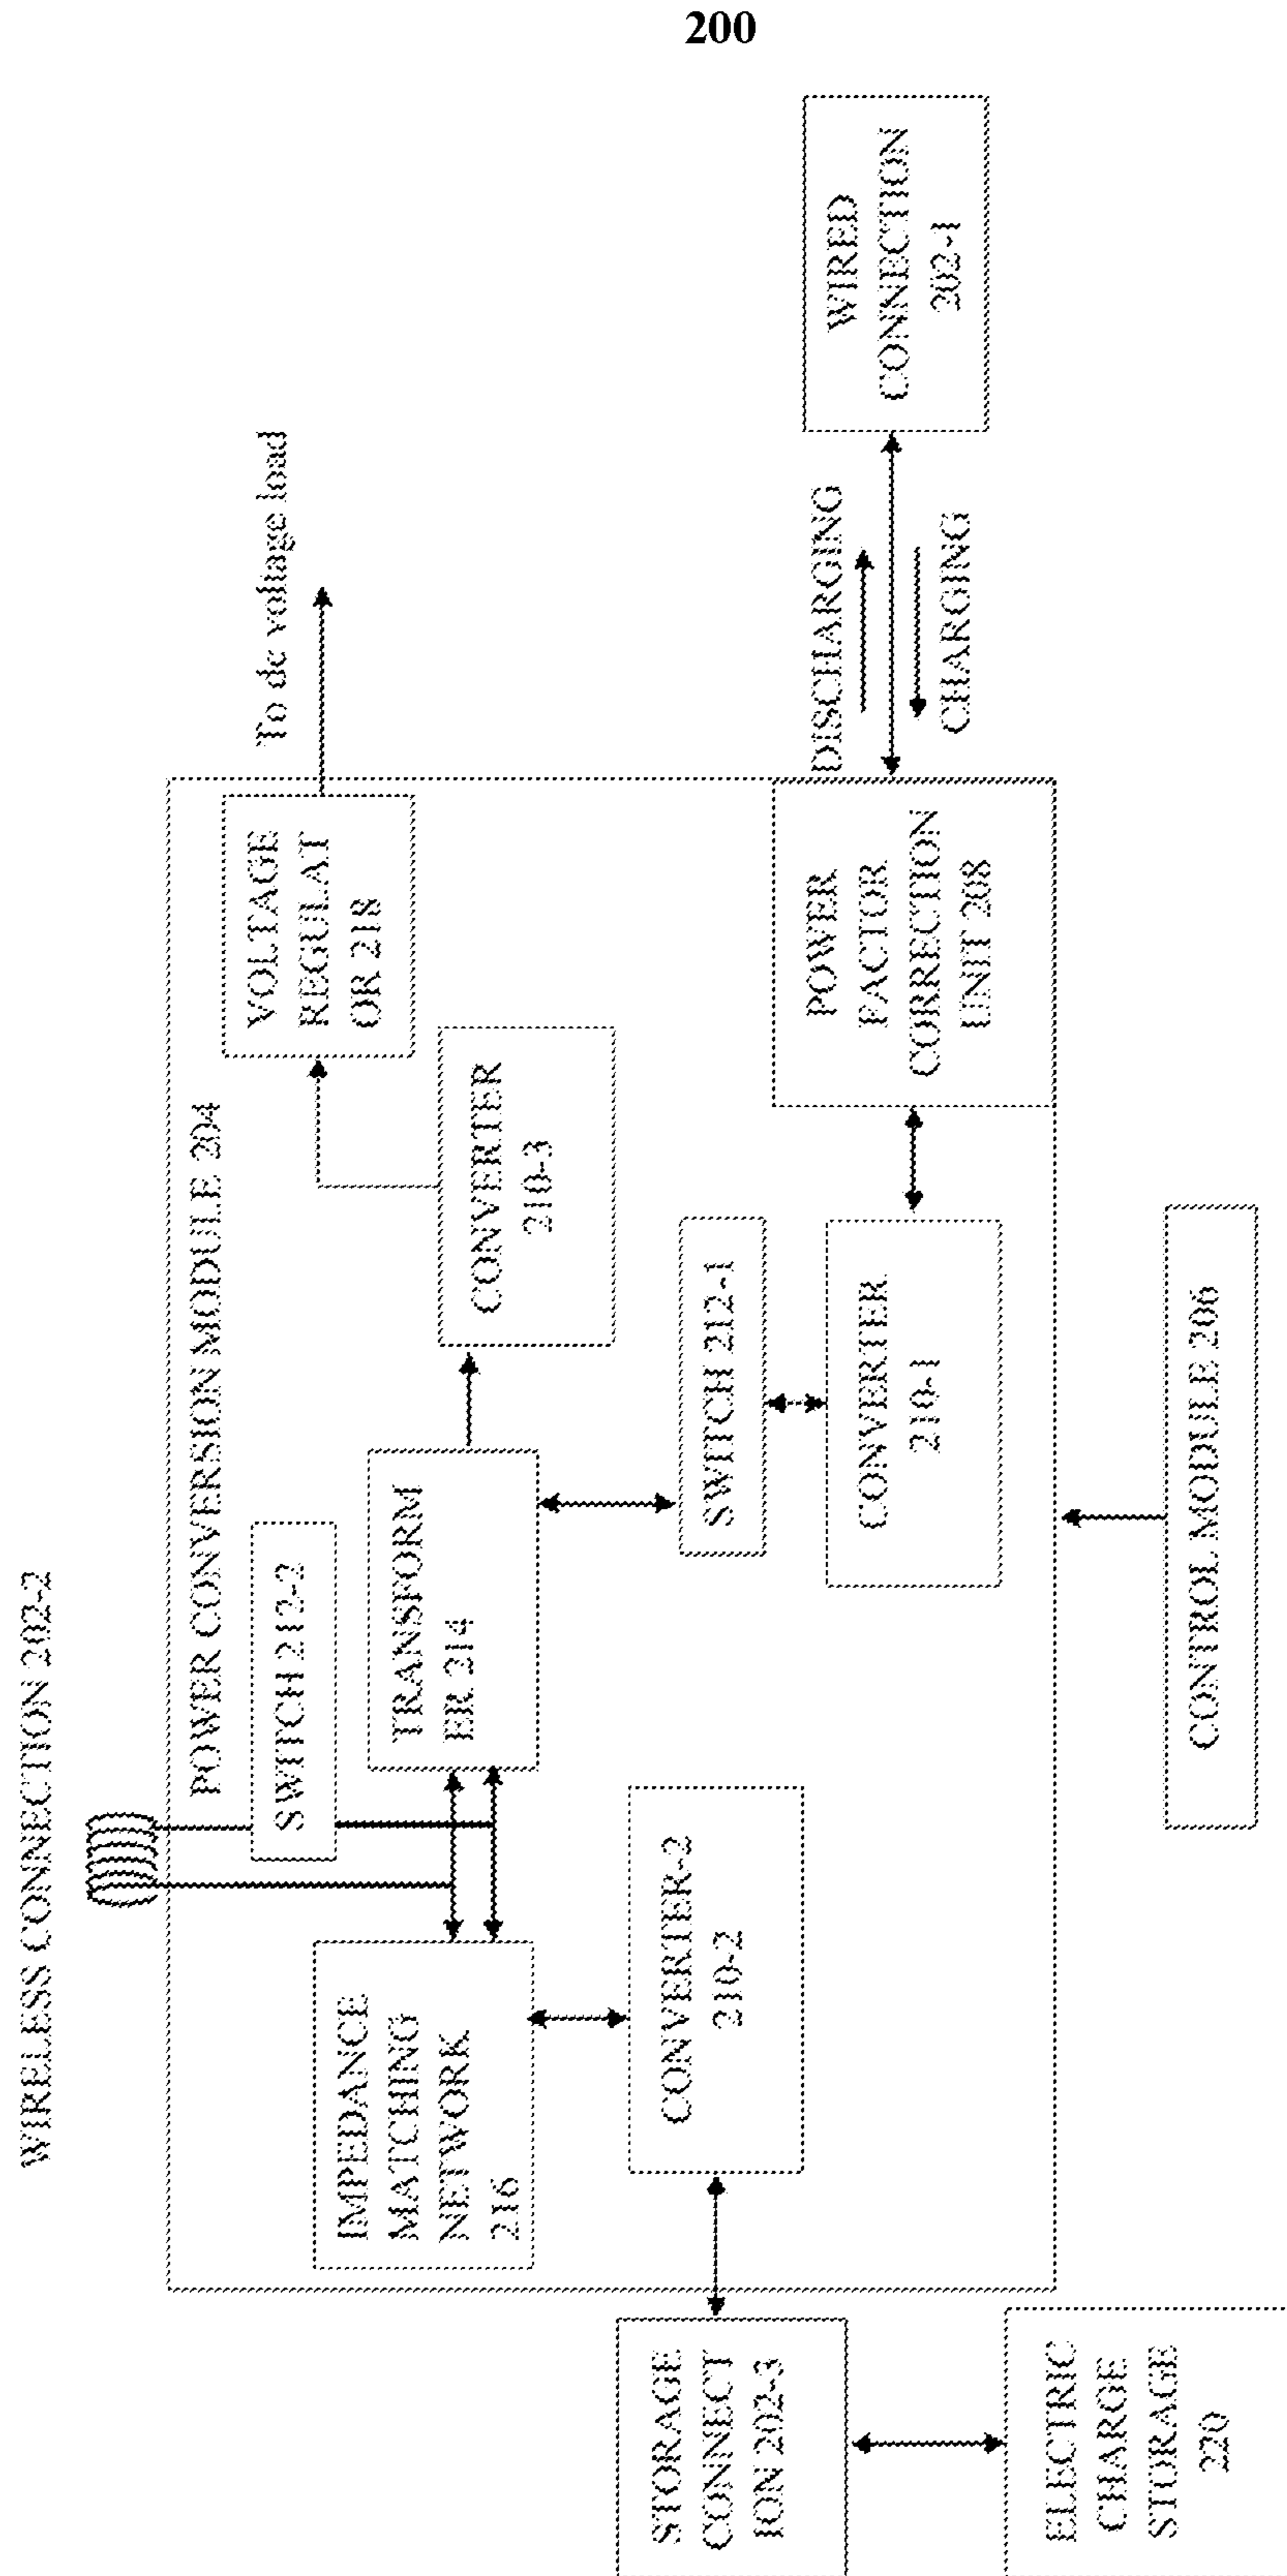 200
WIRELESS CONNECTION 202-2
POWER CONVERSION MODULE 204
To dc voltage load
SWITCH 212-2
VOLTAGE
REGULAT
OR 218
IMPEDANCE
MATCHING
NETWORK
216
TRANSFORM
ER 214
CONVERTER
210-3
STORAGE
CONNECT
ION 202-3
CONVERTER-2
210-2
SWITCH 212-1
CONVERTER
210-1
POWER
FACTOR
CORRECTION
UNIT 208
DISCHARGING
CHARGING
WIRED
CONNECTION
202-1
ELECTRIC
CHARGE
STORAGE
220
CONTROL MODULE 206